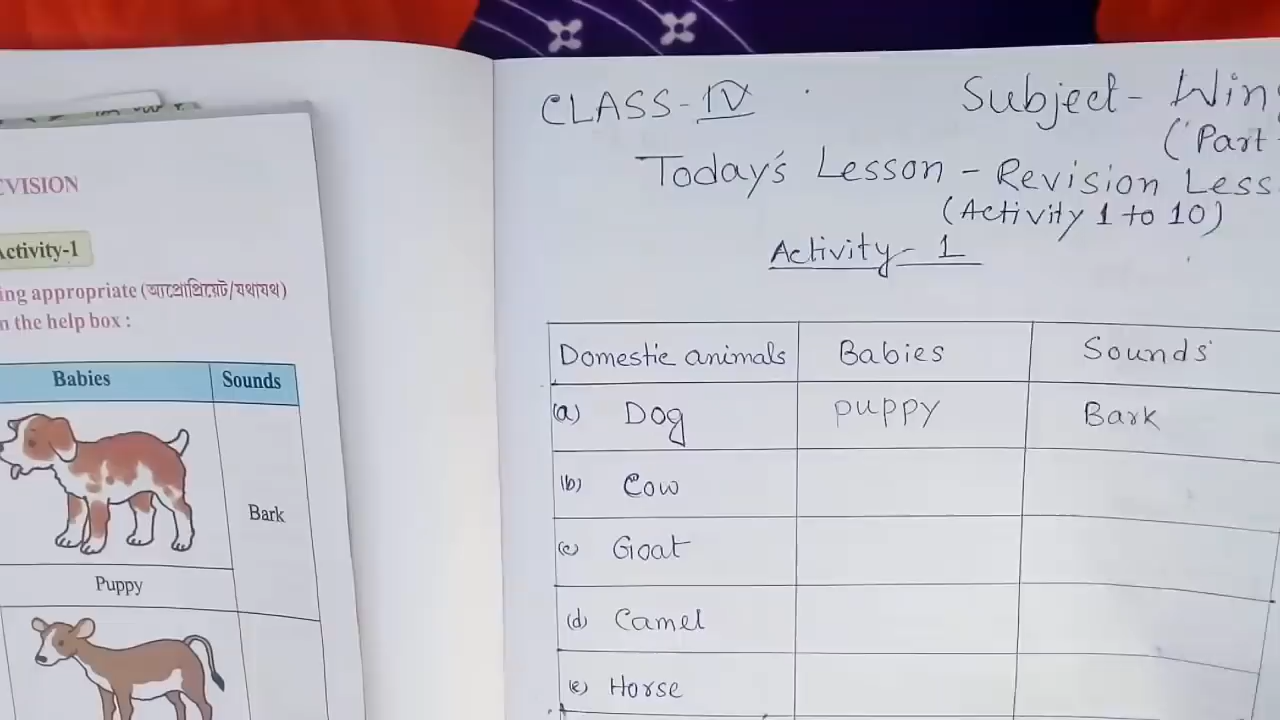 EVISION
Activity-1
ing appropriate (অ্যাপ্রোপ্রিয়েট/যথাযথ)
n the help box :
Babies Sounds
Bark
Puppy
CLASS-IV Subject- Wing
(Part-
Today's Lesson - Revision Less
(Activity 1 to 10)
Activity- 1
Domestic animals Babies Sounds
(a) Dog puppy Bark
(b) Cow
(c) Goat
(d) Camel
(e) Horse